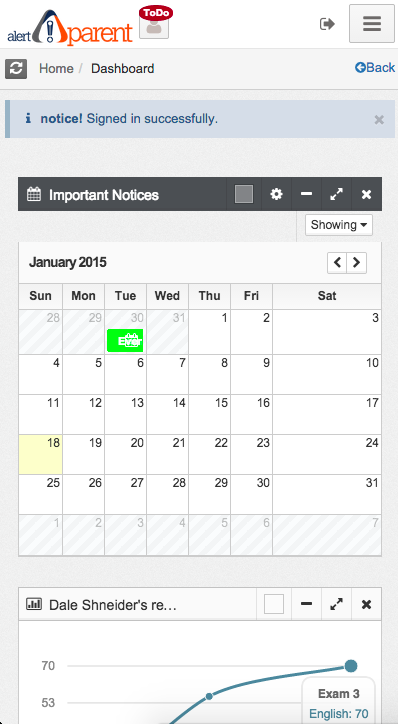 ToDo
alert parent
Home / Dashboard Back
notice! Signed in successfully.
Important Notices
Showing
January 2015
Sun Mon Tue Wed Thu Fri Sat
28 29 30 31 1 2 3
4 5 6 7 8 9 10
11 12 13 14 15 16 17
18 19 20 21 22 23 24
25 26 27 28 29 30 31
1 2 3 4 5 6 7
Dale Shneider's re...
70
53
Exam 3
English: 70